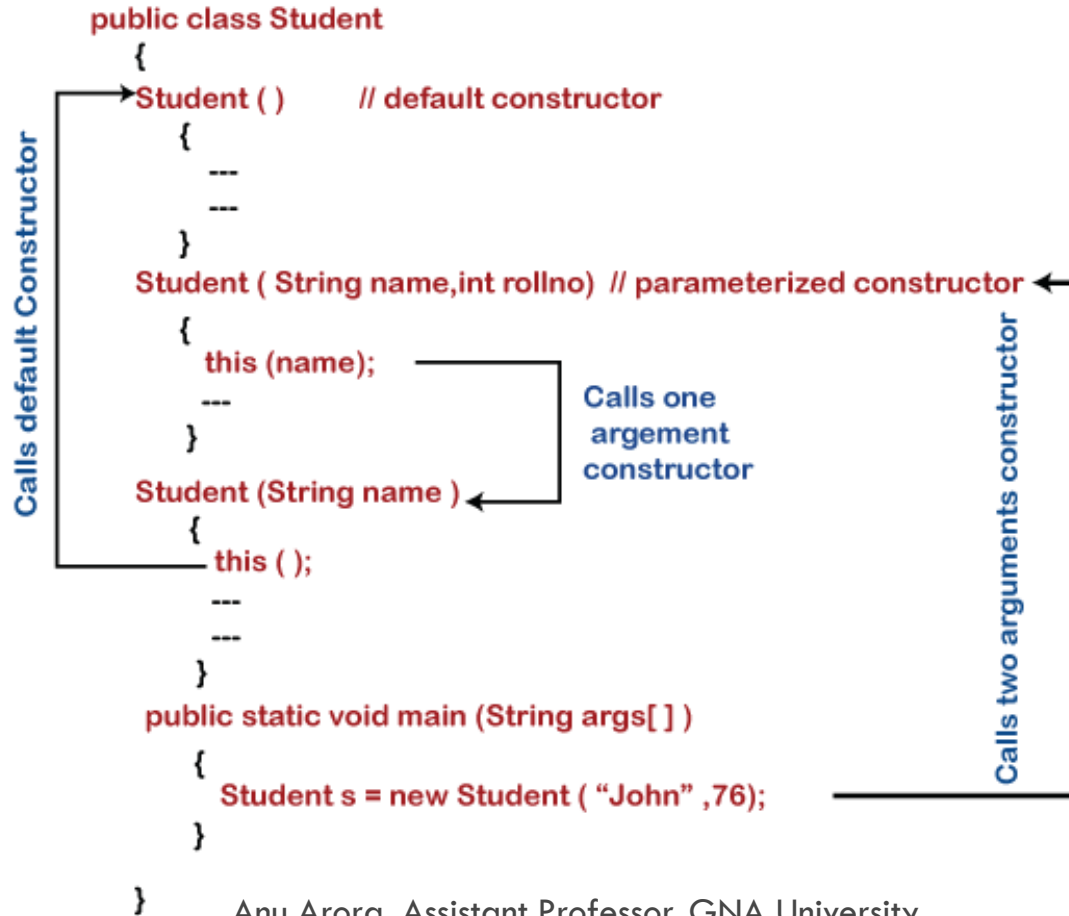 public class Student
{
Student ( ) // default constructor
{
---
---
}
Student ( String name,int rollno) // parameterized constructor
{
this (name);
---
}
Student (String name )
{
this ( );
---
---
}
public static void main (String args[ ] )
{
Student s = new Student ( “John” ,76);
}
}
Calls default Constructor
Calls one
argement
constructor
Calls two arguments constructor
Anu Arora, Assistant Professor, GNA University